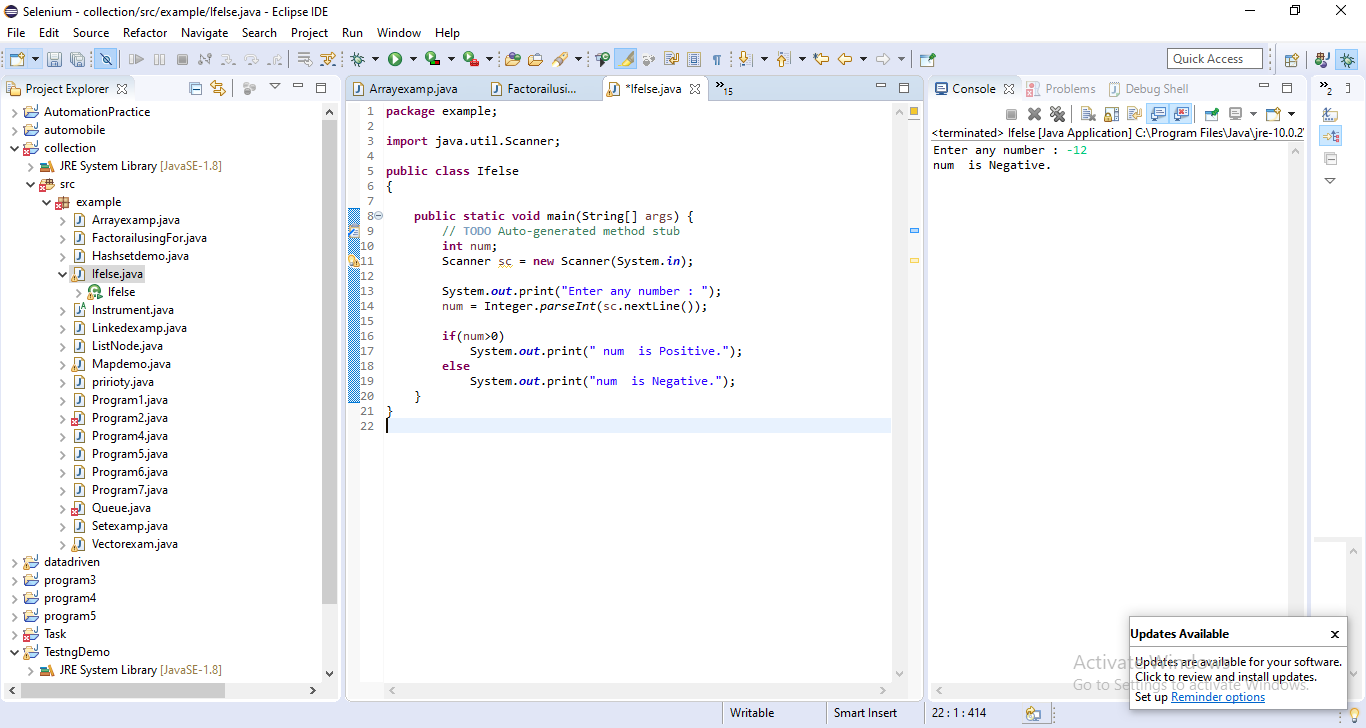 Selenium - collection/src/example/Ifelse.java - Eclipse IDE
File Edit Source Refactor Navigate Search Project Run Window Help
Quick Access
Project Explorer
AutomationPractice
automobile
collection
JRE System Library [JavaSE-1.8]
src
example
Arrayexamp.java
FactorailusingFor.java
Hashsetdemo.java
Ifelse.java
Ifelse
Instrument.java
Linkedexamp.java
ListNode.java
Mapdemo.java
pririoty.java
Program1.java
Program2.java
Program4.java
Program5.java
Program6.java
Program7.java
Queue.java
Setexamp.java
Vectorexam.java
datadriven
program3
program4
program5
Task
TestngDemo
JRE System Library [JavaSE-1.8]
Arrayexamp.java Factorailusi... *Ifelse.java »15
1 package example;
2
3 import java.util.Scanner;
4
5 public class Ifelse
6 {
7
8 public static void main(String[] args) {
9 // TODO Auto-generated method stub
10 int num;
11 Scanner sc = new Scanner(System.in);
12
13 System.out.print("Enter any number : ");
14 num = Integer.parseInt(sc.nextLine());
15
16 if(num>0)
17 System.out.print(" num  is Positive.");
18 else
19 System.out.print("num  is Negative.");
20 }
21 }
22
Console Problems Debug Shell
»2
<terminated> Ifelse [Java Application] C:\Program Files\Java\jre-10.0.2
Enter any number : -12
num  is Negative.
Activate Windows
Go to Settings to activate Windows.
Updates Available
Updates are available for your software.
Click to review and install updates.
Set up Reminder options
Writable Smart Insert 22 : 1 : 414